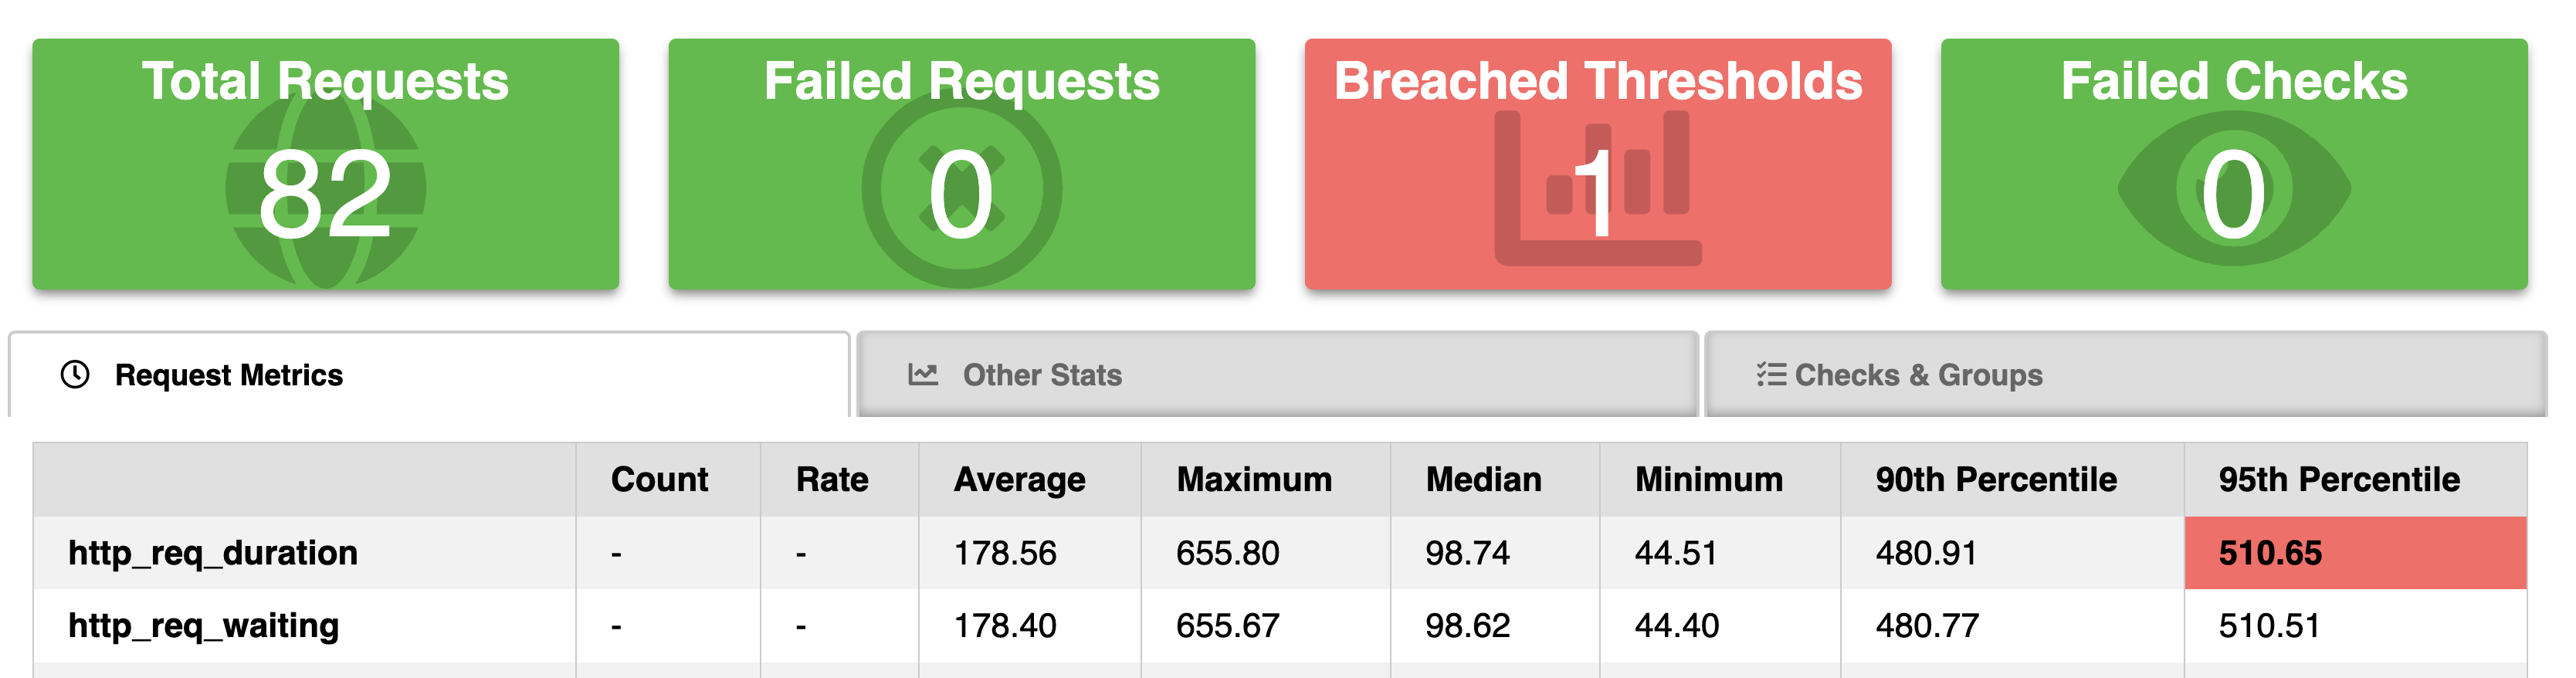 Total Requests Failed Requests Breached Thresholds Failed Checks
82 0 1 0
Request Metrics Other Stats Checks & Groups
Count Rate Average Maximum Median Minimum 90th Percentile 95th Percentile
http_req_duration - - 178.56 655.80 98.74 44.51 480.91 510.65
http_req_waiting - - 178.40 655.67 98.62 44.40 480.77 510.51